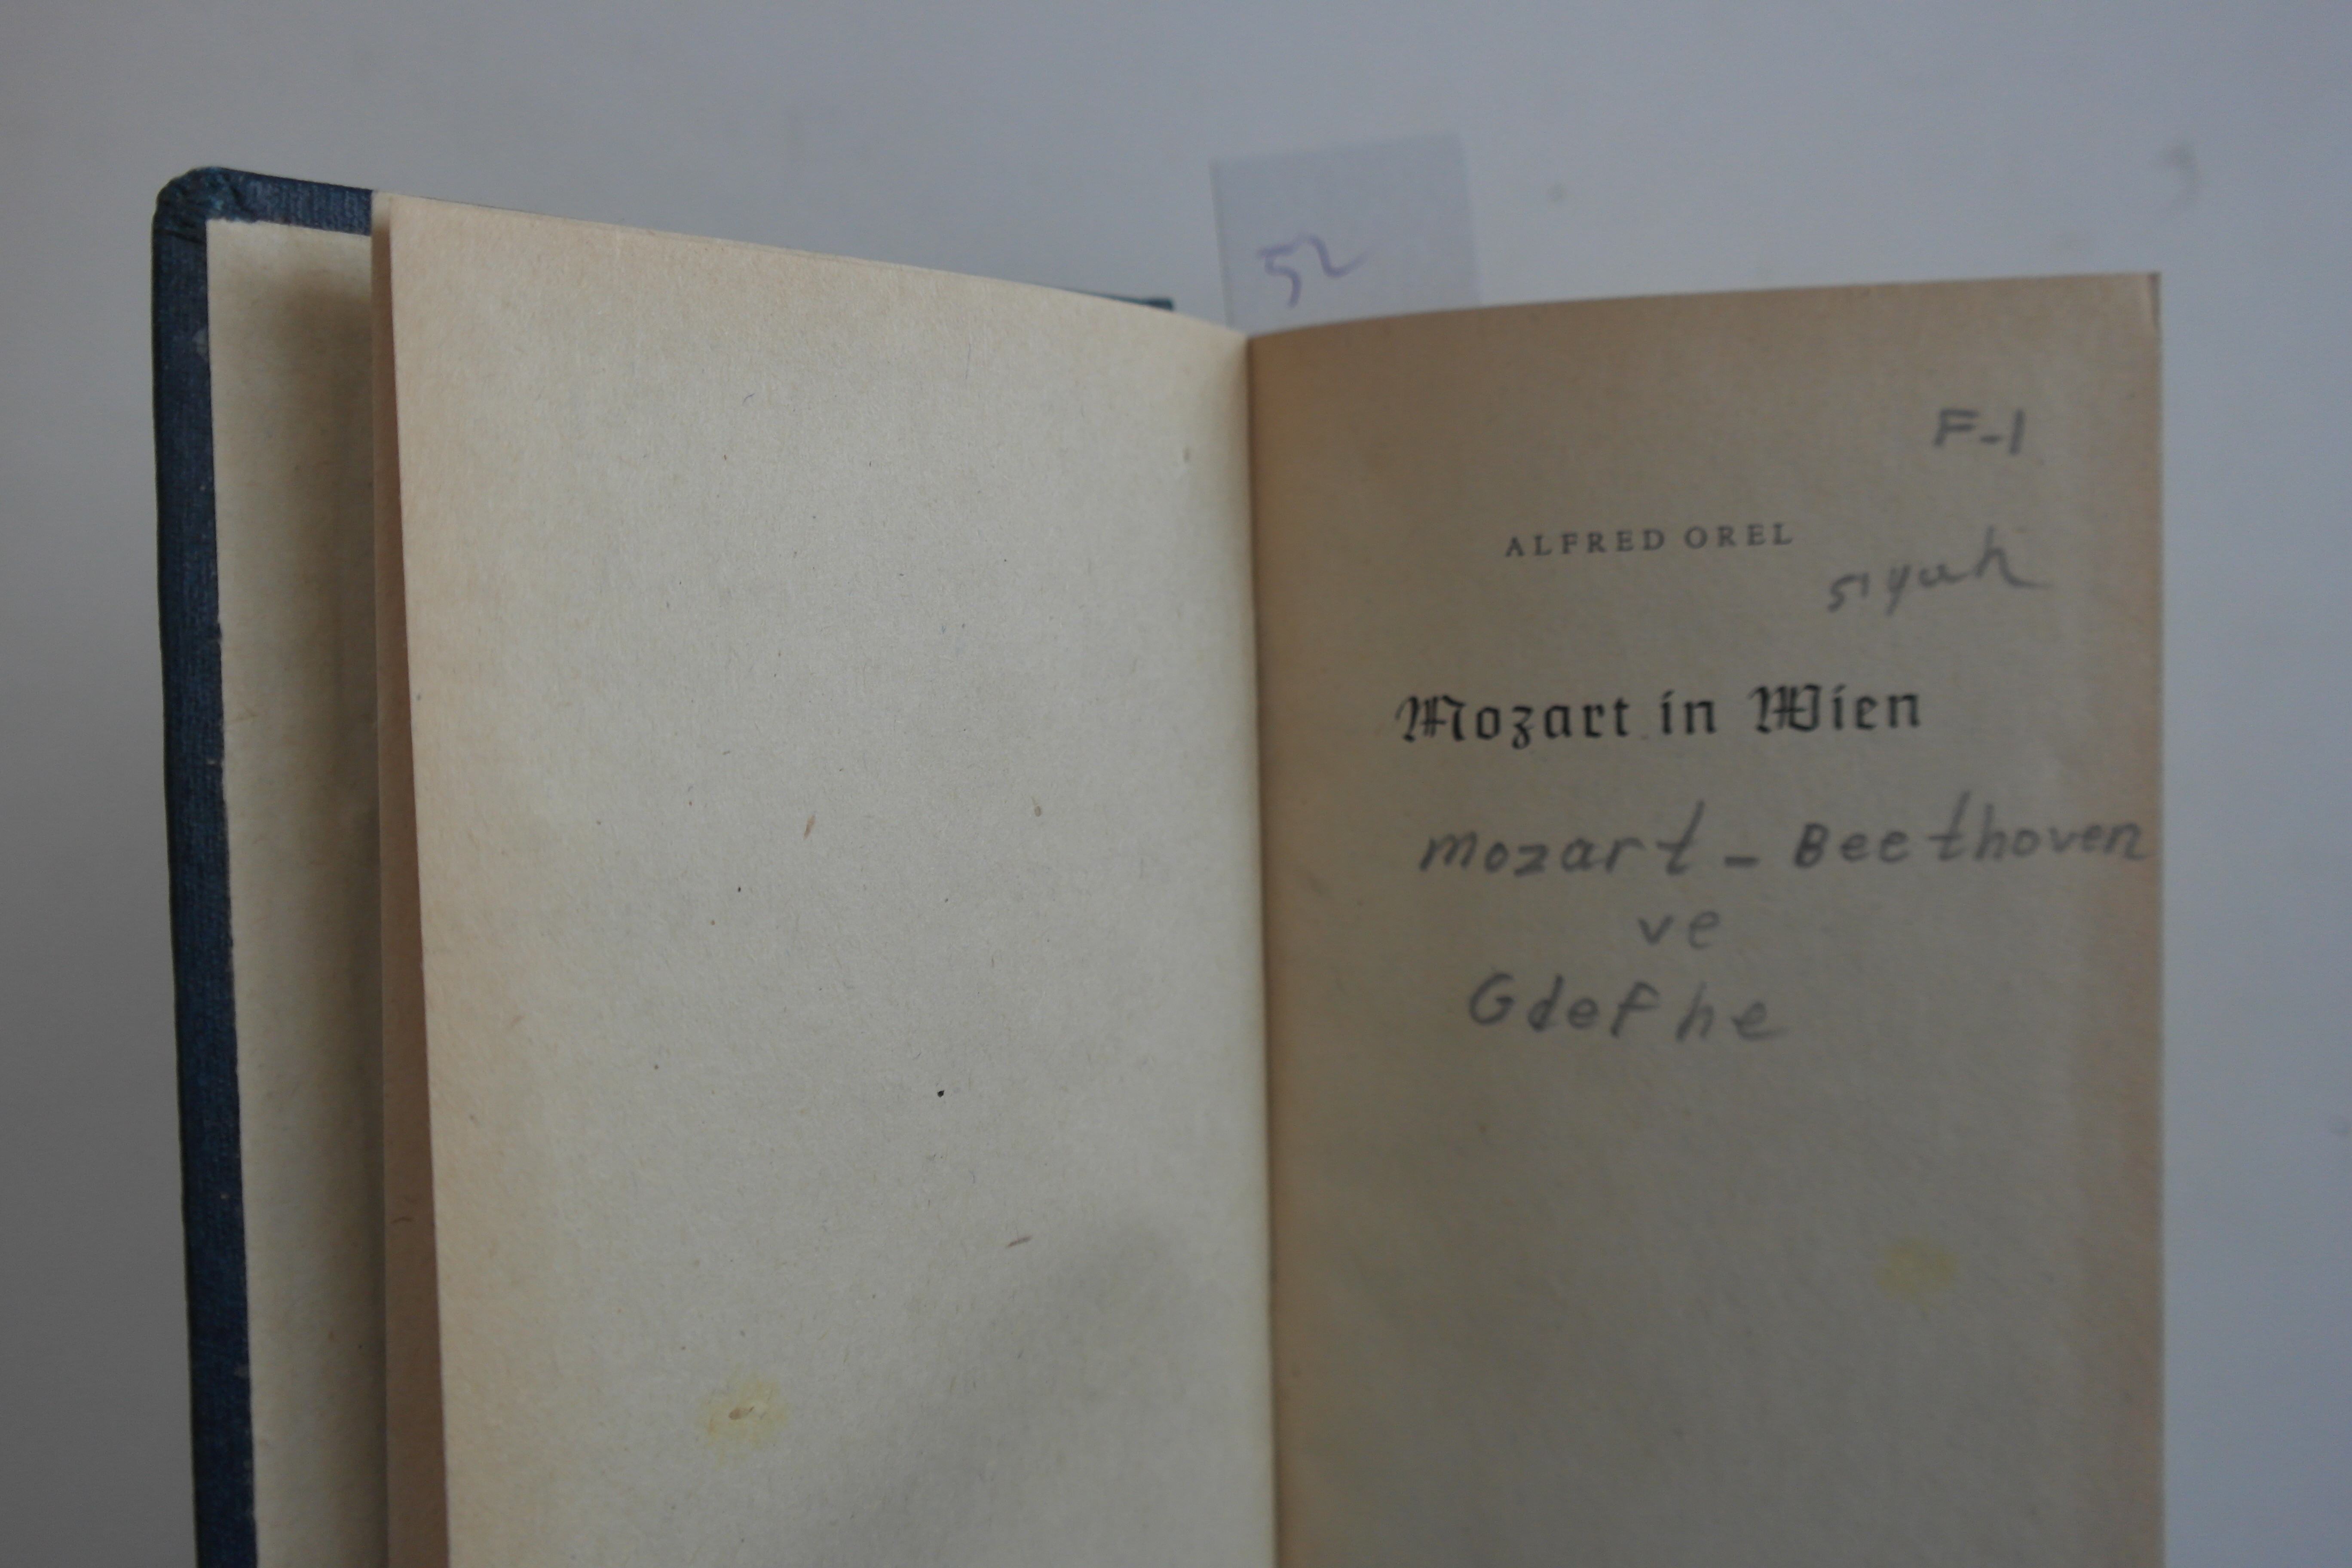 52
F-1
ALFRED OREL
siyah
Mozart in Wien
Mozart - Beethoven
ve
Gdefhe